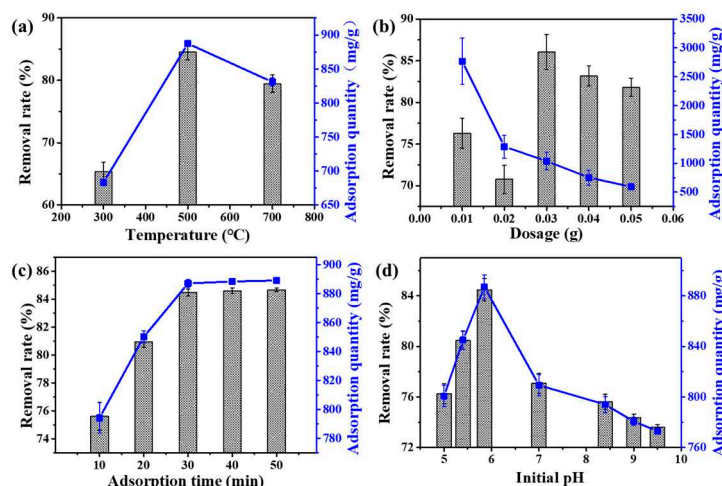 (a)
Removal rate (%)
90
80
70
60
200 300 400 500 600 700 800
Temperature (°C)
900
850
800
750
700
650
Adsorption quantity (mg/g)
(b)
Removal rate (%)
85
80
75
70
0.00 0.01 0.02 0.03 0.04 0.05 0.06
Dosage (g)
3500
3000
2500
2000
1500
1000
500
Adsorption quantity (mg/g)
(c)
Removal rate (%)
86
84
82
80
78
76
74
10 20 30 40 50
Adsorption time (min)
900
880
860
840
820
800
780
Adsorption quantity (mg/g)
(d)
Removal rate (%)
84
80
76
72
5 6 7 8 9 10
Initial pH
880
840
800
760
Adsorption quantity (mg/g)